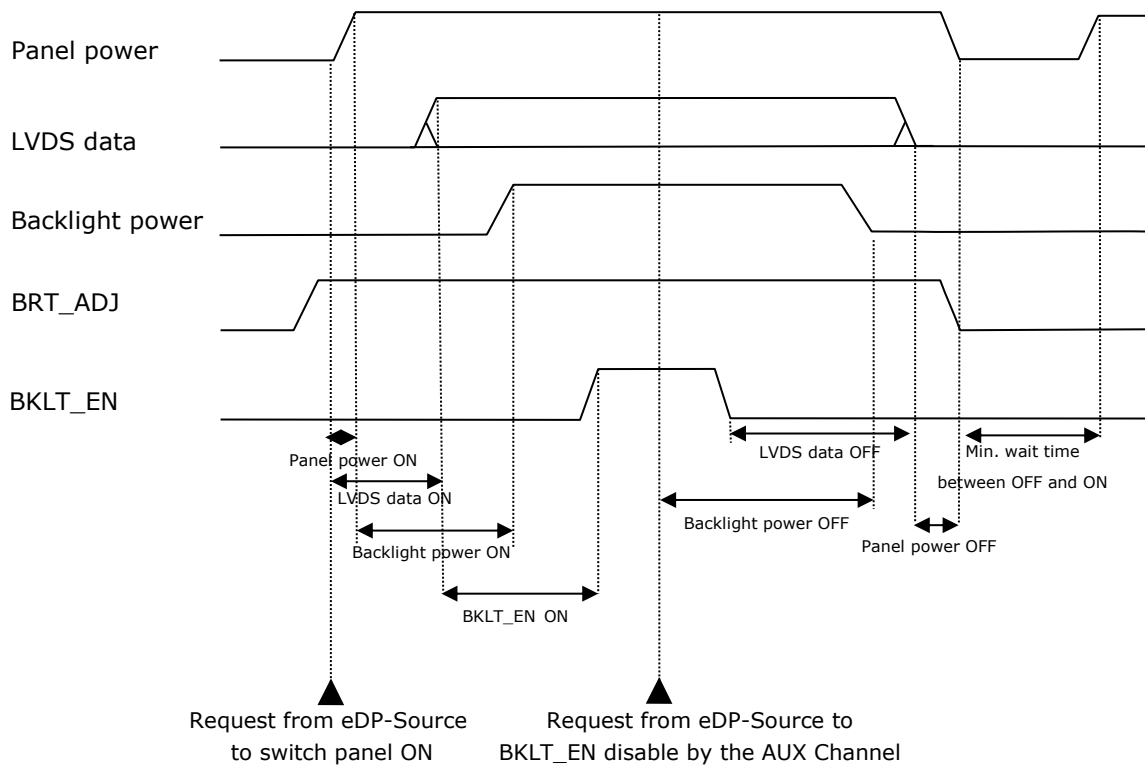 Panel power
LVDS data
Backlight power
BRT_ADJ
BKLT_EN
Panel power ON
LVDS data ON
Backlight power ON
BKLT_EN ON
LVDS data OFF
Backlight power OFF
Panel power OFF
Min. wait time
between OFF and ON
Request from eDP-Source
to switch panel ON
Request from eDP-Source to
BKLT_EN disable by the AUX Channel